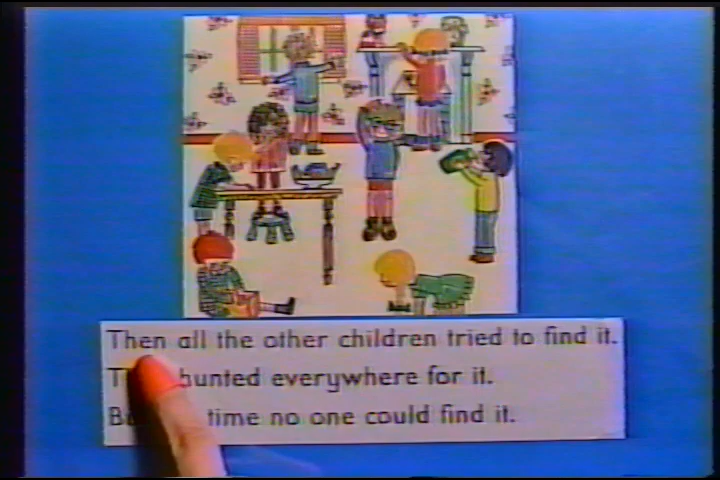 Then all the other children tried to find it.
hunted everywhere for it.
time no one could find it.